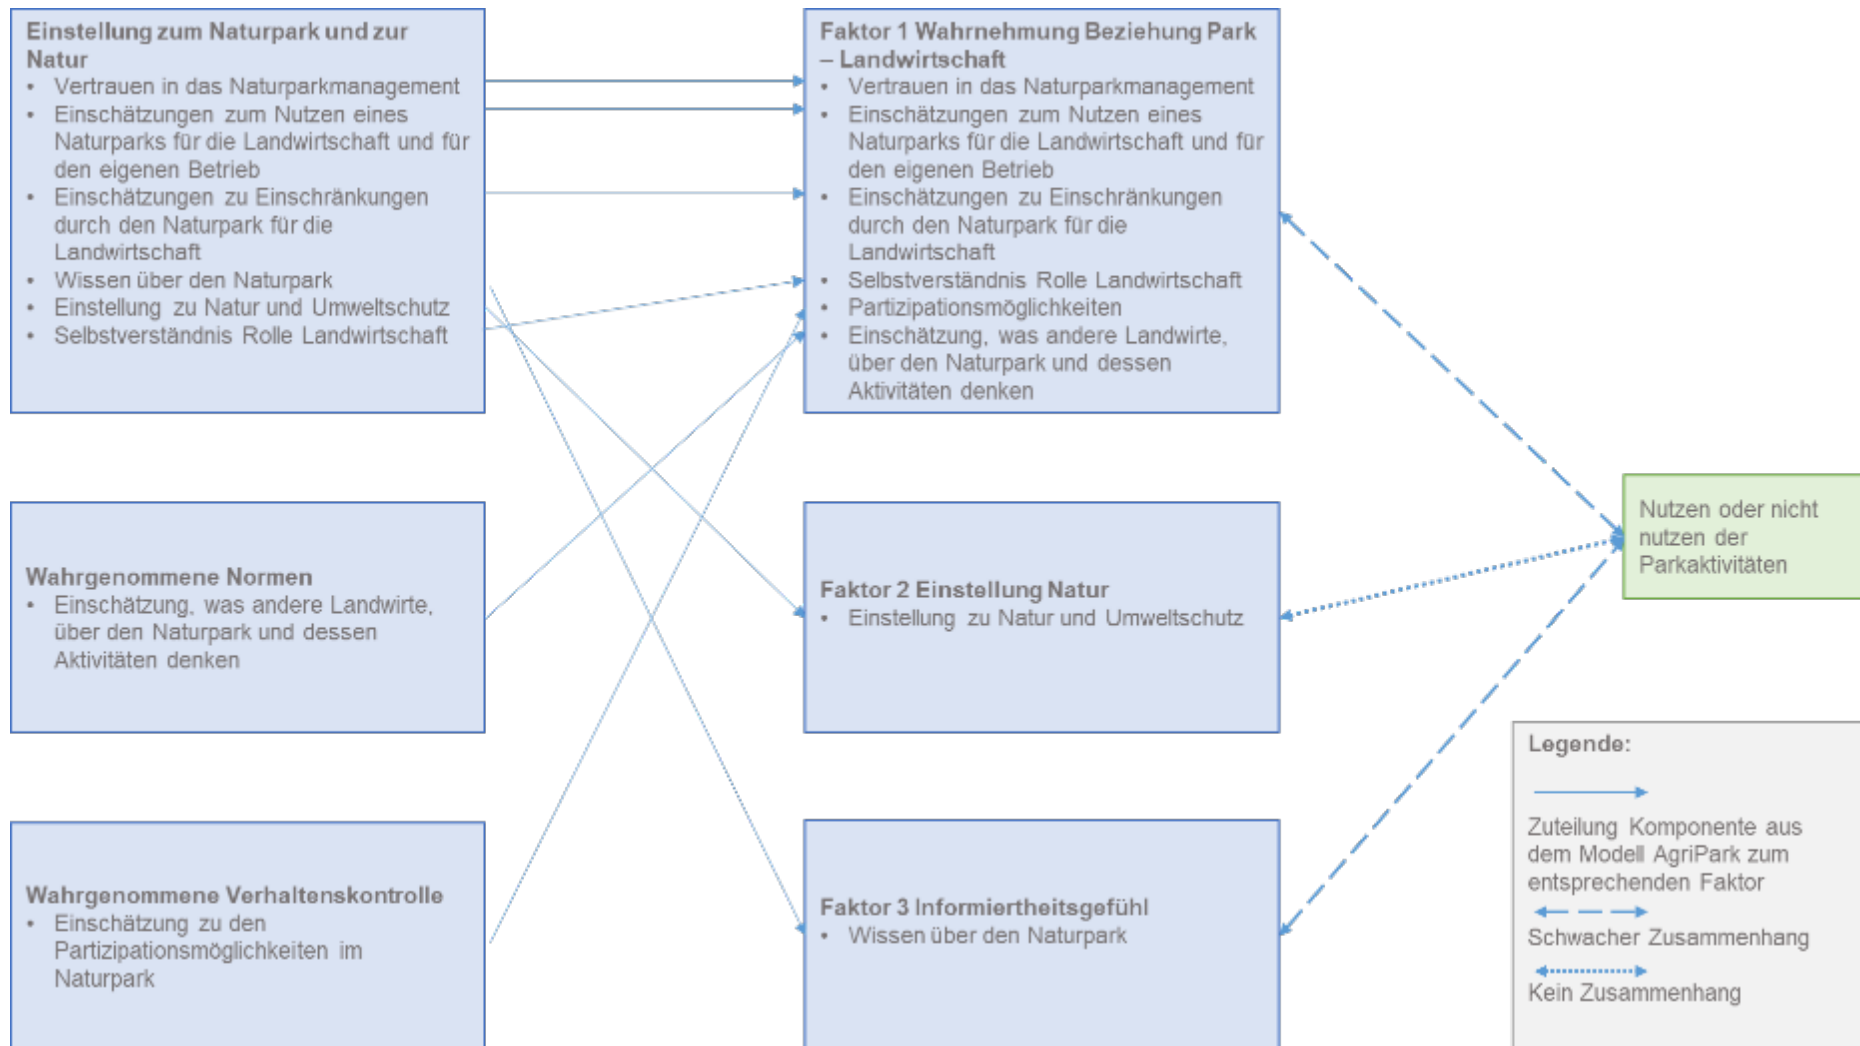 Einstellung zum Naturpark und zur
Natur
• Vertrauen in das Naturparkmanagement
• Einschätzungen zum Nutzen eines
Naturparks für die Landwirtschaft und für
den eigenen Betrieb
• Einschätzungen zu Einschränkungen
durch den Naturpark für die
Landwirtschaft
• Wissen über den Naturpark
• Einstellung zu Natur und Umweltschutz
• Selbstverständnis Rolle Landwirtschaft
Faktor 1 Wahrnehmung Beziehung Park
– Landwirtschaft
• Vertrauen in das Naturparkmanagement
• Einschätzungen zum Nutzen eines
Naturparks für die Landwirtschaft und für
den eigenen Betrieb
• Einschätzungen zu Einschränkungen
durch den Naturpark für die
Landwirtschaft
• Selbstverständnis Rolle Landwirtschaft
• Partizipationsmöglichkeiten
• Einschätzung, was andere Landwirte,
über den Naturpark und dessen
Aktivitäten denken
Wahrgenommene Normen
• Einschätzung, was andere Landwirte,
über den Naturpark und dessen
Aktivitäten denken
Faktor 2 Einstellung Natur
• Einstellung zu Natur und Umweltschutz
Nutzen oder nicht
nutzen der
Parkaktivitäten
Wahrgenommene Verhaltenskontrolle
• Einschätzung zu den
Partizipationsmöglichkeiten im
Naturpark
Faktor 3 Informiertheitsgefühl
• Wissen über den Naturpark
Legende:
Zuteilung Komponente aus
dem Modell AgriPark zum
entsprechenden Faktor
Schwacher Zusammenhang
Kein Zusammenhang